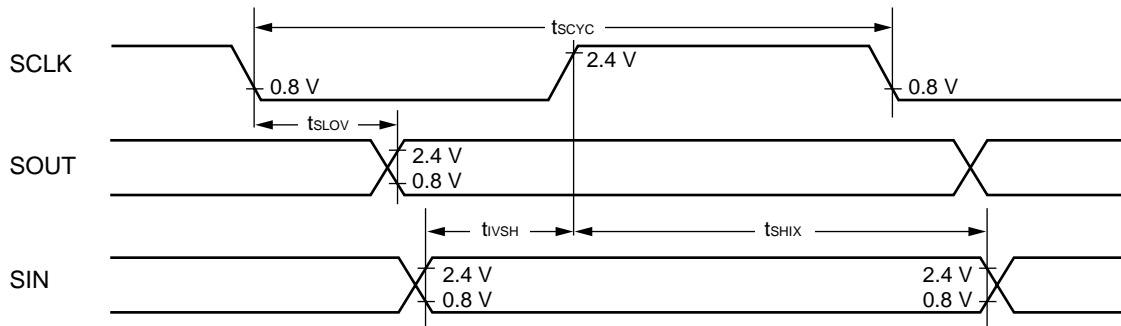 tSCYC
SCLK
2.4 V
0.8 V
0.8 V
tSLOV
SOUT
2.4 V
0.8 V
tIVSH
tSHIX
SIN
2.4 V
2.4 V
0.8 V
0.8 V